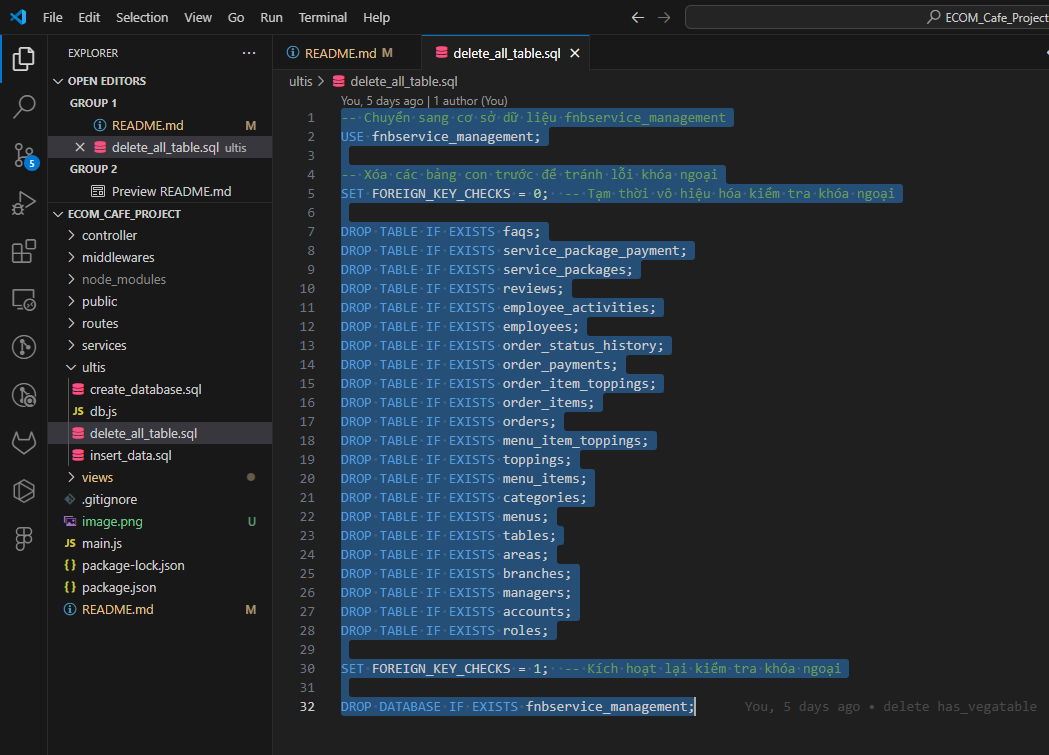 File Edit Selection View Go Run Terminal Help
ECOM_Cafe_Project
EXPLORER
OPEN EDITORS
GROUP 1
README.md M
delete_all_table.sql ultis
GROUP 2
Preview README.md
ECOM_CAFE_PROJECT
controller
middlewares
node_modules
public
routes
services
ultis
create_database.sql
JS db.js
delete_all_table.sql
insert_data.sql
views
.gitignore
image.png U
JS main.js
{} package-lock.json
{} package.json
README.md M
5
README.md M
delete_all_table.sql
ultis > delete_all_table.sql
You, 5 days ago | 1 author (You)
1 -- Chuyển sang cơ sở dữ liệu fnbservice_management
2 USE fnbservice_management;
3
4 -- Xóa các bảng con trước để tránh lỗi khóa ngoại
5 SET FOREIGN_KEY_CHECKS = 0; -- Tạm thời vô hiệu hóa kiểm tra khóa ngoại
6
7 DROP TABLE IF EXISTS faqs;
8 DROP TABLE IF EXISTS service_package_payment;
9 DROP TABLE IF EXISTS service_packages;
10 DROP TABLE IF EXISTS reviews;
11 DROP TABLE IF EXISTS employee_activities;
12 DROP TABLE IF EXISTS employees;
13 DROP TABLE IF EXISTS order_status_history;
14 DROP TABLE IF EXISTS order_payments;
15 DROP TABLE IF EXISTS order_item_toppings;
16 DROP TABLE IF EXISTS order_items;
17 DROP TABLE IF EXISTS orders;
18 DROP TABLE IF EXISTS menu_item_toppings;
19 DROP TABLE IF EXISTS toppings;
20 DROP TABLE IF EXISTS menu_items;
21 DROP TABLE IF EXISTS categories;
22 DROP TABLE IF EXISTS menus;
23 DROP TABLE IF EXISTS tables;
24 DROP TABLE IF EXISTS areas;
25 DROP TABLE IF EXISTS branches;
26 DROP TABLE IF EXISTS managers;
27 DROP TABLE IF EXISTS accounts;
28 DROP TABLE IF EXISTS roles;
29
30 SET FOREIGN_KEY_CHECKS = 1; -- Kích hoạt lại kiểm tra khóa ngoại
31
32 DROP DATABASE IF EXISTS fnbservice_management; You, 5 days ago • delete has_vegatable